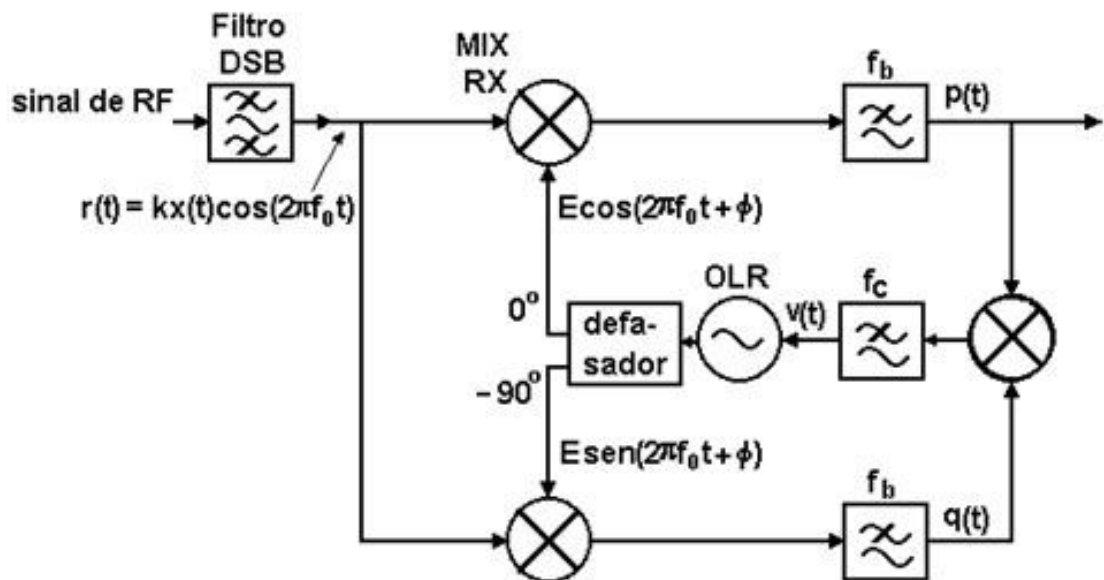 Filtro
DSB
MIX
RX
f_b
p(t)
sinal de RF
r(t) = kx(t)cos(2πf₀t)
Ecos(2πf₀t+ϕ)
OLR
f_c
v(t)
0°
defa-
sador
-90°
Esen(2πf₀t+ϕ)
f_b
q(t)